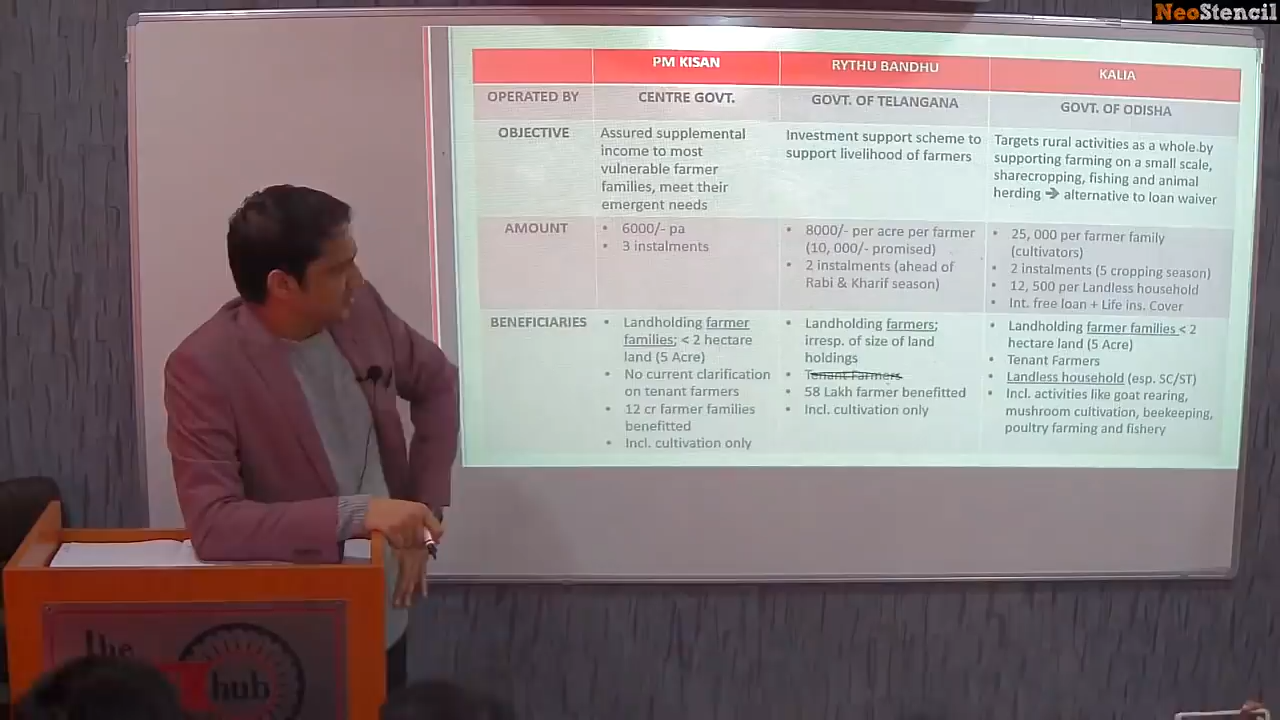 NeoStencil
PM KISAN
RYTHU BANDHU
KALIA
OPERATED BY
CENTRE GOVT.
GOVT. OF TELANGANA
GOVT. OF ODISHA
OBJECTIVE
Assured supplemental
income to most
vulnerable farmer
families, meet their
emergent needs
Investment support scheme to
support livelihood of farmers
Targets rural activities as a whole by
supporting farming on a small scale,
sharecropping, fishing and animal
herding ➔ alternative to loan waiver
AMOUNT
• 6000/- pa
• 3 instalments
• 8000/- per acre per farmer
(10, 000/- promised)
• 2 instalments (ahead of
Rabi & Kharif season)
• 25, 000 per farmer family
(cultivators)
• 2 instalments (5 cropping season)
• 12, 500 per Landless household
• Int. free loan + Life ins. Cover
BENEFICIARIES
• Landholding farmer
families; < 2 hectare
land (5 Acre)
• No current clarification
on tenant farmers
• 12 cr farmer families
benefitted
• Incl. cultivation only
• Landholding farmers;
irresp. of size of land
holdings
• Tenant Farmers
• 58 Lakh farmer benefitted
• Incl. cultivation only
• Landholding farmer families < 2
hectare land (5 Acre)
• Tenant Farmers
• Landless household (esp. SC/ST)
• Incl. activities like goat rearing,
mushroom cultivation, beekeeping,
poultry farming and fishery
the
hub